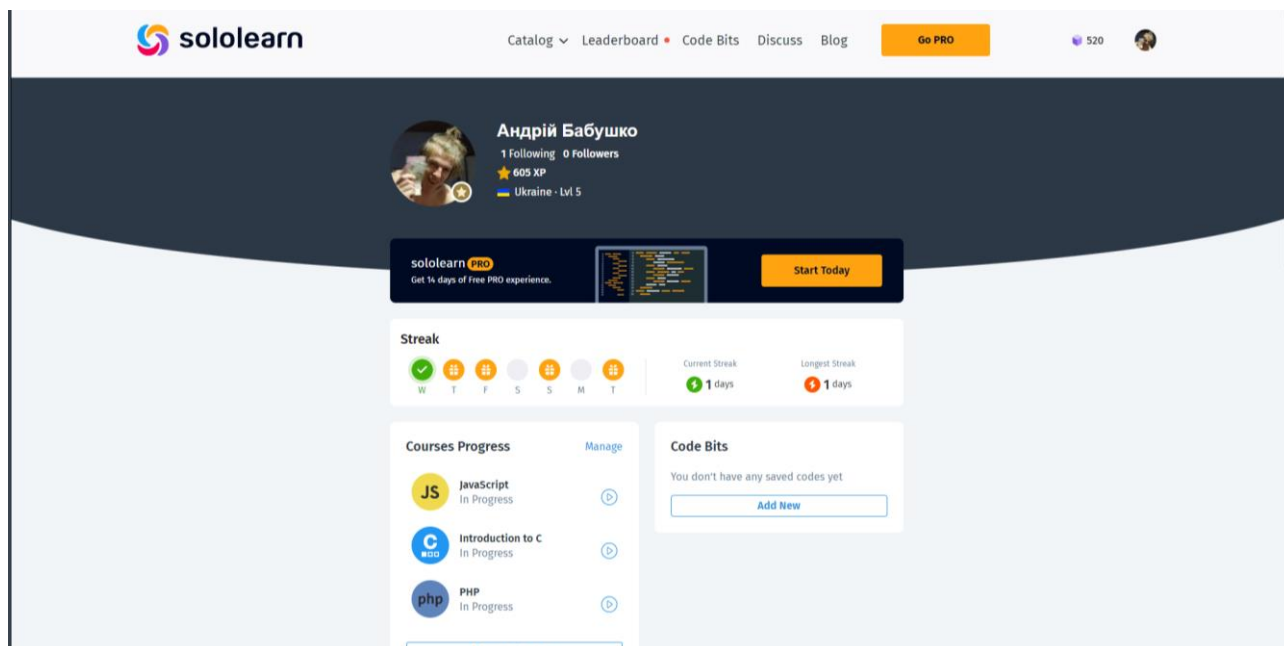 sololearn
Catalog Leaderboard Code Bits Discuss Blog Go PRO 520
Андрій Бабушко
1 Following 0 Followers
605 XP
Ukraine · Lvl 5
sololearn PRO
Get 14 days of Free PRO experience.
Start Today
Streak
W T F S S M T
Current Streak Longest Streak
1 days 1 days
Courses Progress Manage
JS JavaScript
In Progress
C Introduction to C
In Progress
php PHP
In Progress
Code Bits
You don't have any saved codes yet
Add New